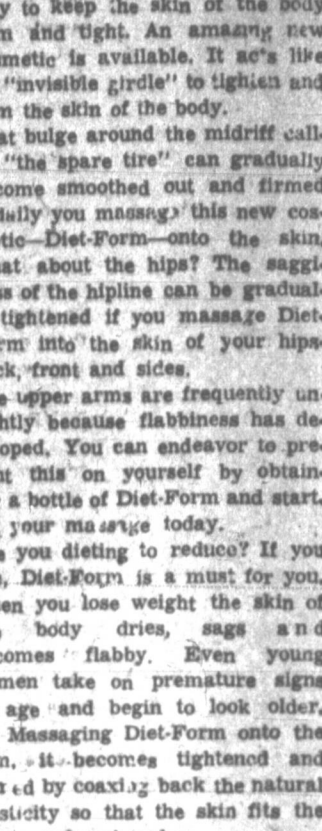 y to keep the skin of the body
m and tight. An amazing new
smetic is available. It ac's like
"invisible girdle" to tighten and
m the skin of the body.
at bulge around the midriff call-
"the spare tire" can gradually
come smoothed out and firmed
daily you massage this new cos-
tic—Diet-Form—onto the skin.
at about the hips? The saggi-
ss of the hipline can be gradual-
tightened if you massage Diet-
rm into the skin of your hips-
ck, front and sides.
e upper arms are frequently un-
htly because flabbiness has de-
oped. You can endeavor to pre-
nt this on yourself by obtain-
a bottle of Diet-Form and start-
your massage today.
you dieting to reduce? If you
Diet-Form is a must for you.
en you lose weight the skin of
body dries, sags and
comes flabby. Even young
men take on premature signs
age and begin to look older.
Massaging Diet-Form onto the
n, it becomes tightened and
ed by coaxing back the natural
sticity so that the skin fits the